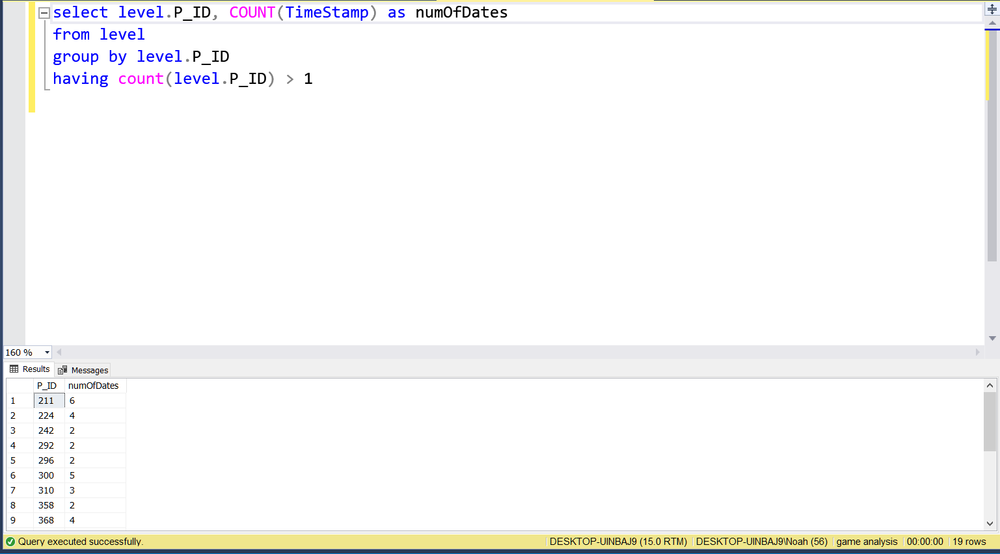 select level.P_ID, COUNT(TimeStamp) as numOfDates
from level
group by level.P_ID
having count(level.P_ID) > 1
160 %
Results Messages
P_ID numOfDates
1 211 6
2 224 4
3 242 2
4 292 2
5 296 2
6 300 5
7 310 3
8 358 2
9 368 4
Query executed successfully. DESKTOP-UINBAJ9 (15.0 RTM) DESKTOP-UINBAJ9\Noah (56) game analysis 00:00:00 19 rows